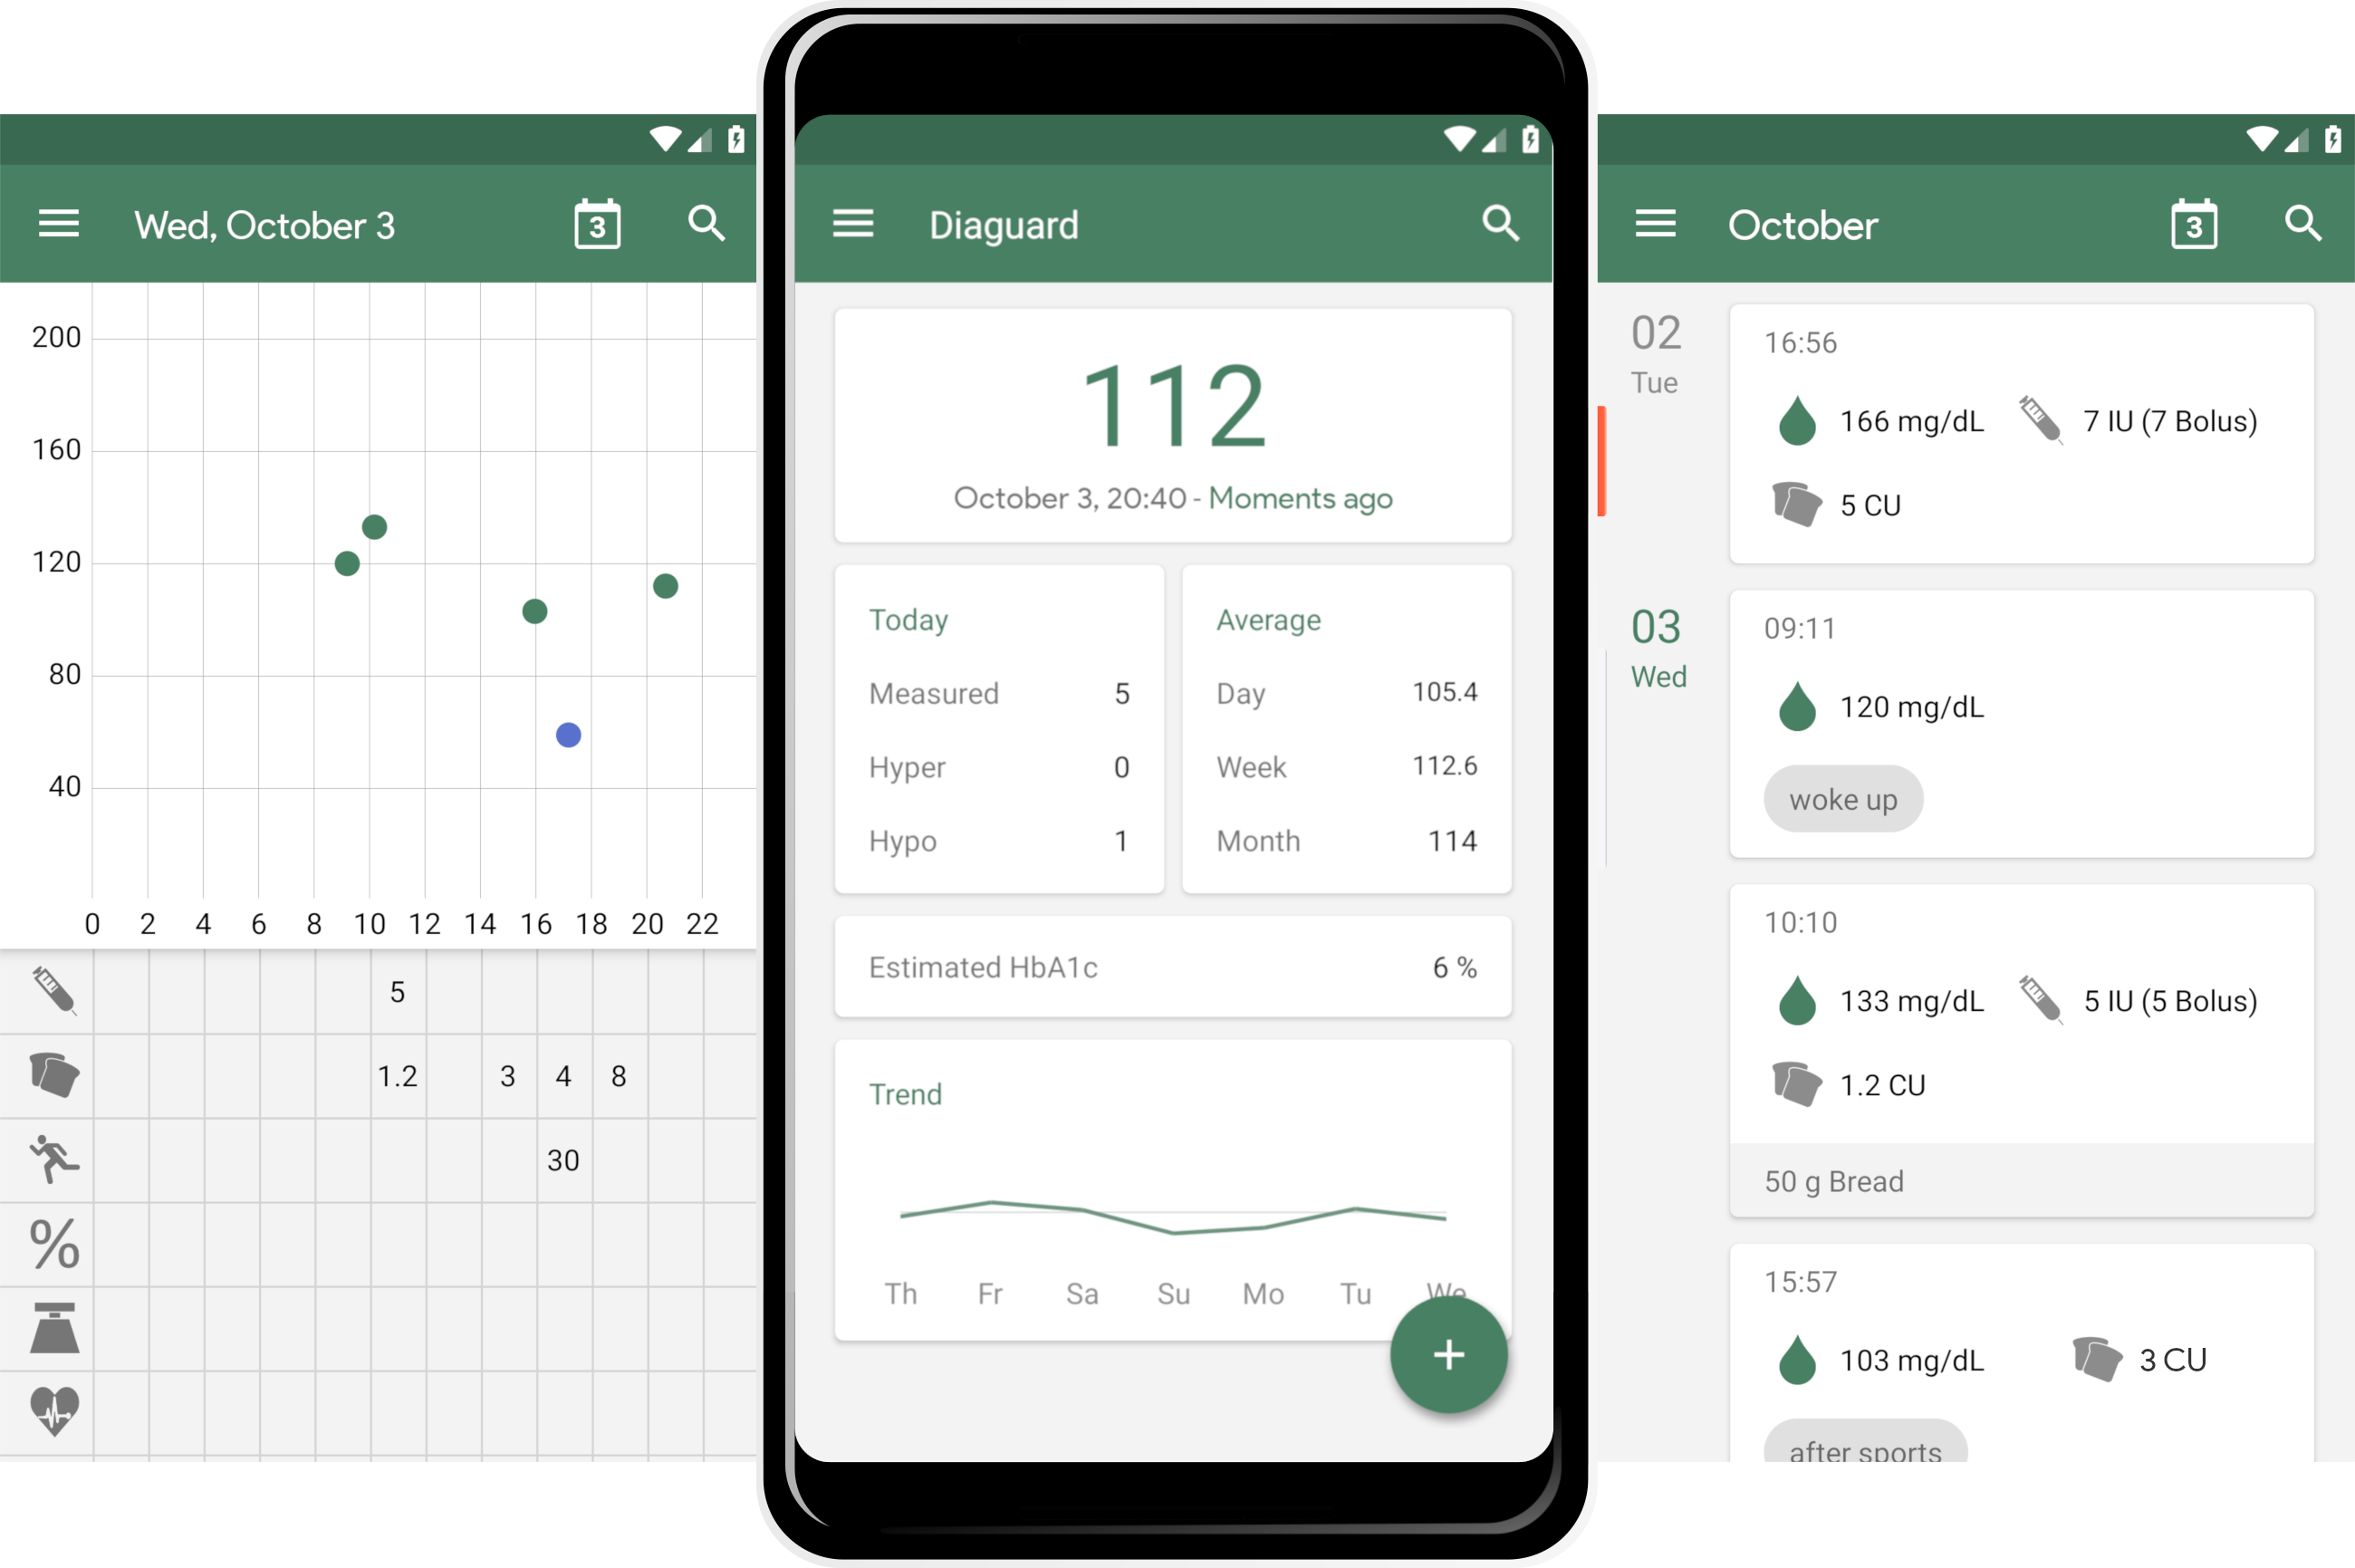 Wed, October 3
3
200
160
120
80
40
0 2 4 6 8 10 12 14 16 18 20 22
5
1.2 3 4 8
30
%
Diaguard
112
October 3, 20:40 - Moments ago
Today
Measured 5
Hyper 0
Hypo 1
Average
Day 105.4
Week 112.6
Month 114
Estimated HbA1c 6 %
Trend
Th Fr Sa Su Mo Tu We
+
October
3
02
Tue
16:56
166 mg/dL 7 IU (7 Bolus)
5 CU
03
Wed
09:11
120 mg/dL
woke up
10:10
133 mg/dL 5 IU (5 Bolus)
1.2 CU
50 g Bread
15:57
103 mg/dL 3 CU
after sports